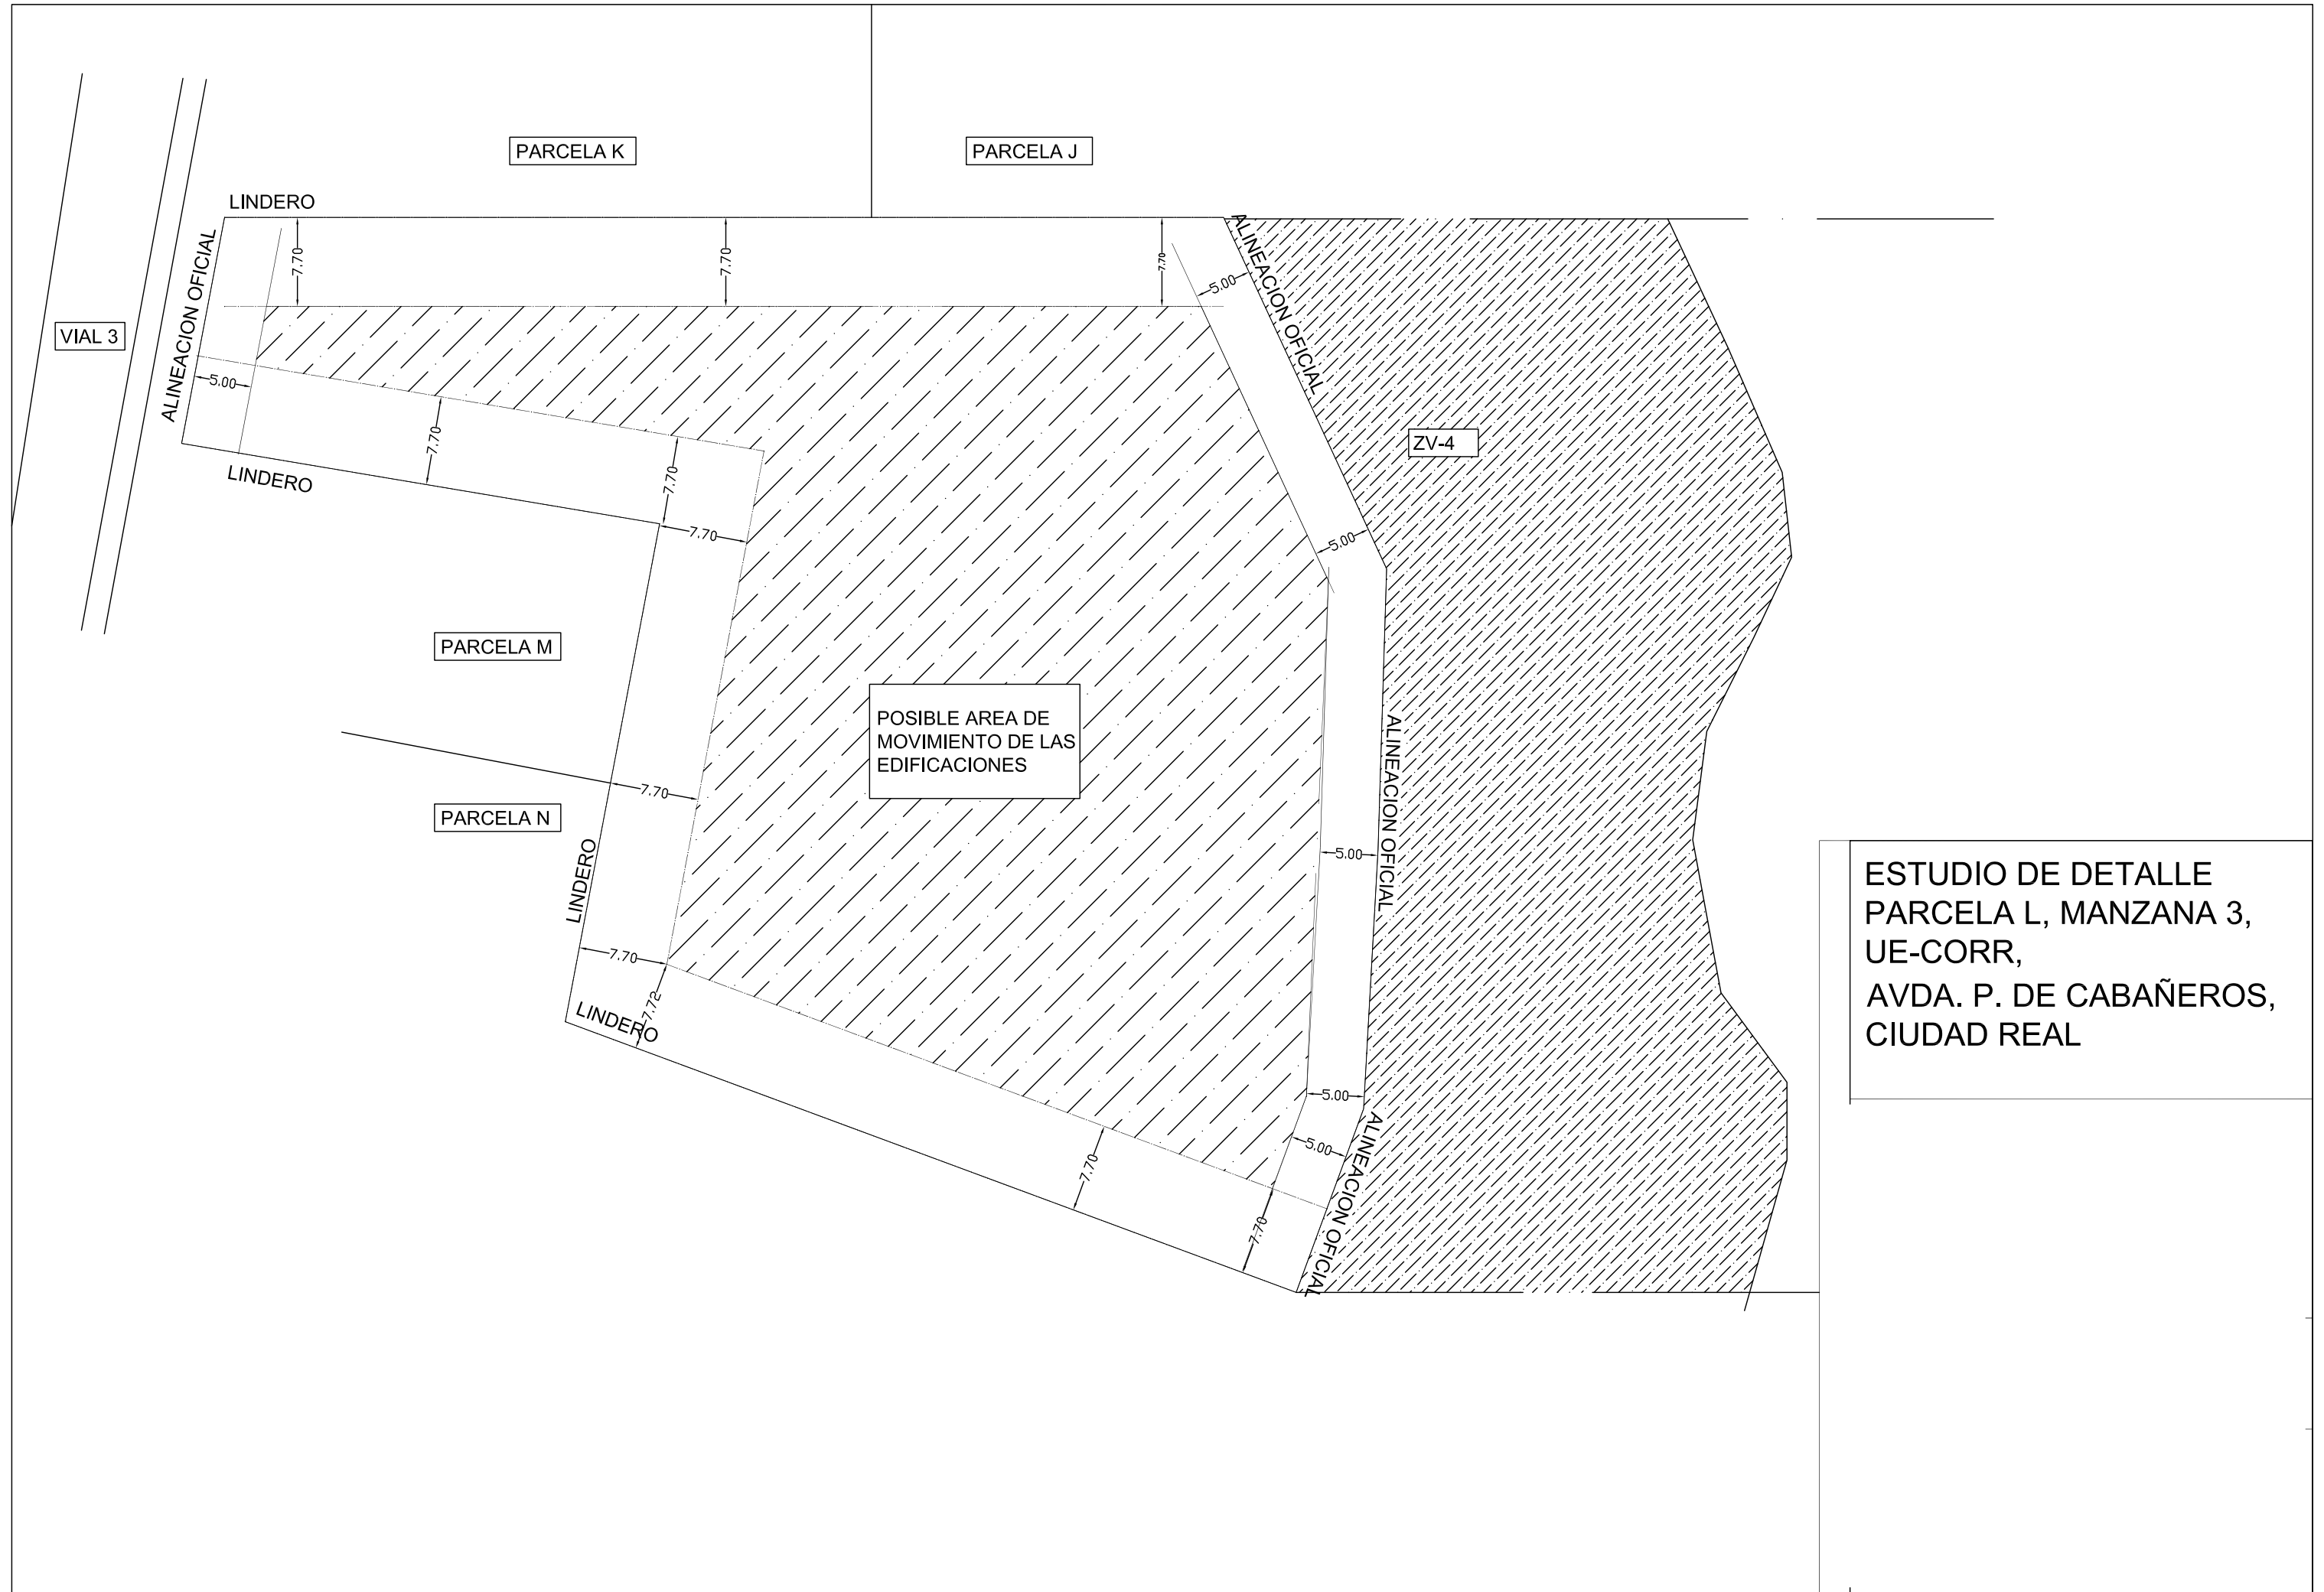 PARCELA K
PARCELA J
LINDERO
ALINEACION OFICIAL
7.70
7.70
7.70
ALINEACION OFICIAL
5.00
VIAL 3
5.00
7.70
ZV-4
LINDERO
7.70
7.70
5.00
PARCELA M
POSIBLE AREA DE
MOVIMIENTO DE LAS
EDIFICACIONES
ALINEACION OFICIAL
7.70
PARCELA N
LINDERO
5.00
ESTUDIO DE DETALLE
PARCELA L, MANZANA 3,
UE-CORR,
AVDA. P. DE CABAÑEROS,
CIUDAD REAL
7.70
7.72
LINDERO
5.00
5.00
ALINEACION OFICIAL
7.70
7.70